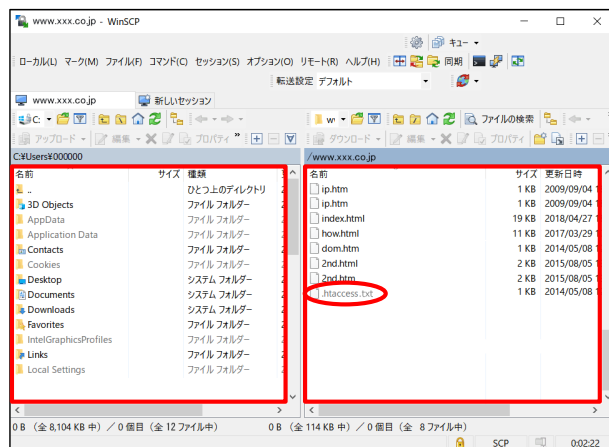 www.xxx.co.jp - WinSCP
キュー
ローカル(L) マーク(M) ファイル(F) コマンド(C) セッション(S) オプション(O) リモート(R) ヘルプ(H) 同期
転送設定 デフォルト
www.xxx.co.jp 新しいセッション
C: ファイルの検索
アップロード 編集 プロパティ ダウンロード 編集 プロパティ
C:¥Users¥000000 /www.xxx.co.jp
名前 サイズ 種類
.. ひとつ上のディレクトリ
3D Objects ファイル フォルダー
AppData ファイル フォルダー
Application Data ファイル フォルダー
Contacts ファイル フォルダー
Cookies ファイル フォルダー
Desktop システム フォルダー
Documents システム フォルダー
Downloads システム フォルダー
Favorites ファイル フォルダー
IntelGraphicsProfiles ファイル フォルダー
Links ファイル フォルダー
Local Settings ファイル フォルダー
名前 サイズ 更新日時
ip.htm 1 KB 2009/09/04
ip.htm 1 KB 2009/09/04
index.html 19 KB 2018/04/27
how.html 11 KB 2017/03/29
dom.htm 1 KB 2014/05/08
2nd.html 2 KB 2015/08/05
2nd.htm 2 KB 2015/08/05
.htaccess.txt 1 KB 2014/05/08
0 B （全 8,104 KB 中）／ 0 個目（全 12 ファイル中） 0 B （全 114 KB 中）／ 0 個目（全 8ファイル中）
SCP 0:02:22